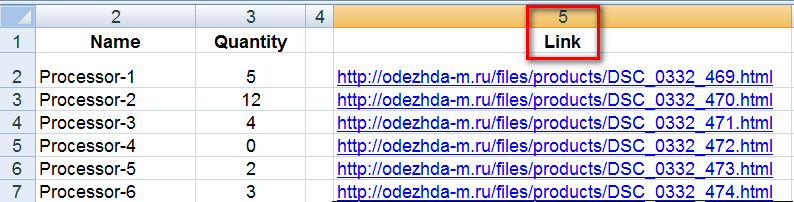 2 3 4 5
1 Name Quantity Link
2 Processor-1 5 http://odezhda-m.ru/files/products/DSC_0332_469.html
3 Processor-2 12 http://odezhda-m.ru/files/products/DSC_0332_470.html
4 Processor-3 4 http://odezhda-m.ru/files/products/DSC_0332_471.html
5 Processor-4 0 http://odezhda-m.ru/files/products/DSC_0332_472.html
6 Processor-5 2 http://odezhda-m.ru/files/products/DSC_0332_473.html
7 Processor-6 3 http://odezhda-m.ru/files/products/DSC_0332_474.html